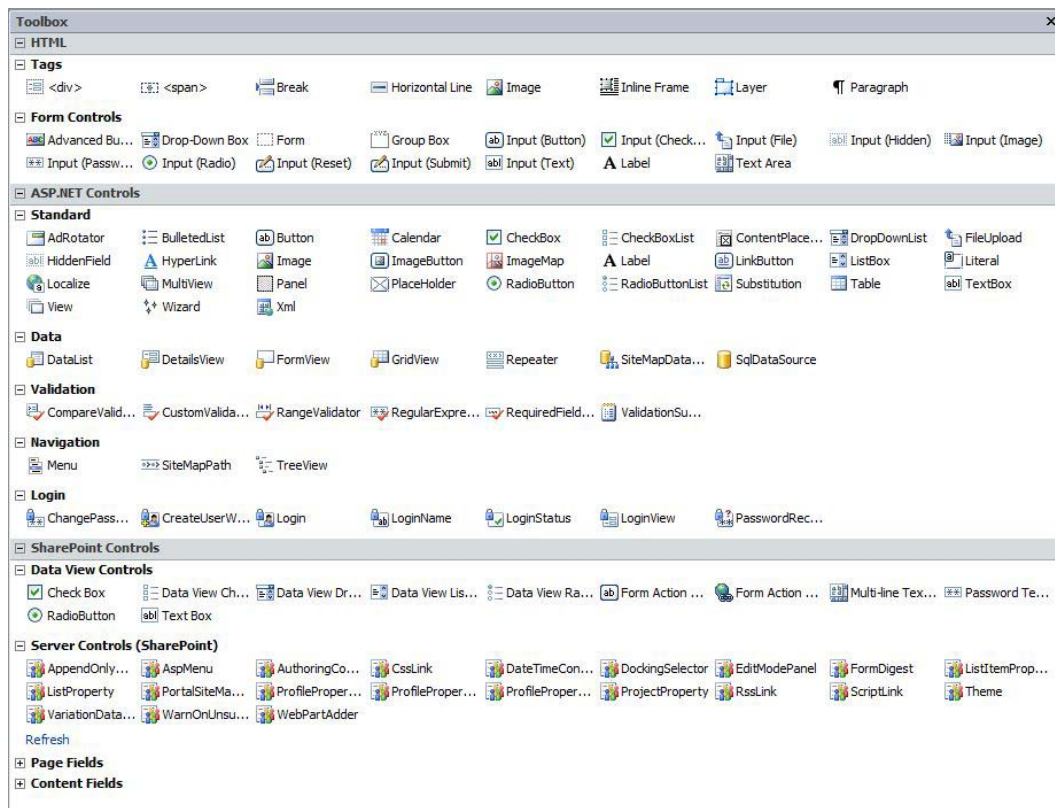 Toolbox
HTML
Tags
<div> <span> Break Horizontal Line Image Inline Frame Layer Paragraph
Form Controls
Advanced Bu... Drop-Down Box Form Group Box Input (Button) Input (Check... Input (File) Input (Hidden) Input (Image)
Input (Passw... Input (Radio) Input (Reset) Input (Submit) Input (Text) Label Text Area
ASP.NET Controls
Standard
AdRotator BulletedList Button Calendar CheckBox CheckBoxList ContentPlace... DropDownList FileUpload
HiddenField HyperLink Image ImageButton ImageMap Label LinkButton ListBox Literal
Localize MultiView Panel PlaceHolder RadioButton RadioButtonList Substitution Table TextBox
View Wizard Xml
Data
DataList DetailsView FormView GridView Repeater SiteMapData... SqlDataSource
Validation
CompareValid... CustomValida... RangeValidator RegularExpre... RequiredField... ValidationSu...
Navigation
Menu SiteMapPath TreeView
Login
ChangePass... CreateUserW... Login LoginName LoginStatus LoginView PasswordRec...
SharePoint Controls
Data View Controls
Check Box Data View Ch... Data View Dr... Data View Lis... Data View Ra... Form Action ... Form Action ... Multi-line Tex... Password Te...
RadioButton Text Box
Server Controls (SharePoint)
AppendOnly... AspMenu AuthoringCo... CssLink DateTimeCon... DockingSelector EditModePanel FormDigest ListItemProp...
ListProperty PortalSiteMa... ProfileProper... ProfileProper... ProfileProper... ProjectProperty RssLink ScriptLink Theme
VariationData... WarnOnUnsu... WebPartAdder
Refresh
Page Fields
Content Fields